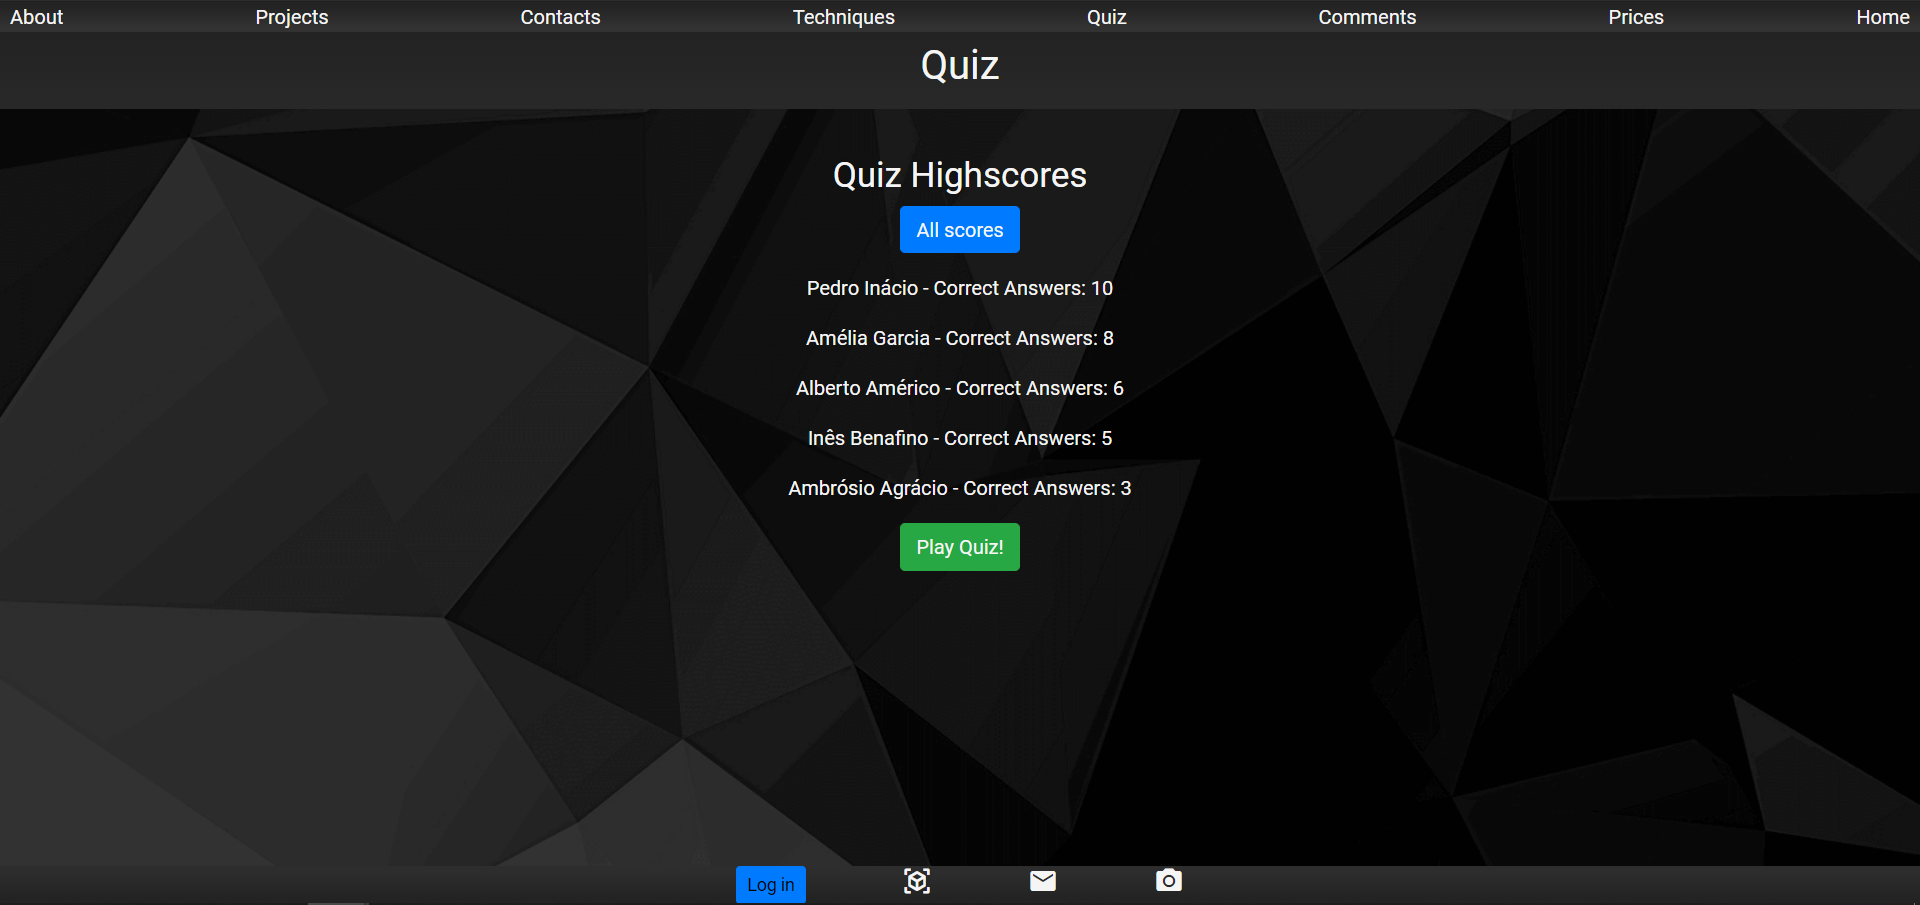 About Projects Contacts Techniques Quiz Comments Prices Home
Quiz
Quiz Highscores
All scores
Pedro Inácio - Correct Answers: 10
Amélia Garcia - Correct Answers: 8
Alberto Américo - Correct Answers: 6
Inês Benafino - Correct Answers: 5
Ambrósio Agrácio - Correct Answers: 3
Play Quiz!
Log in